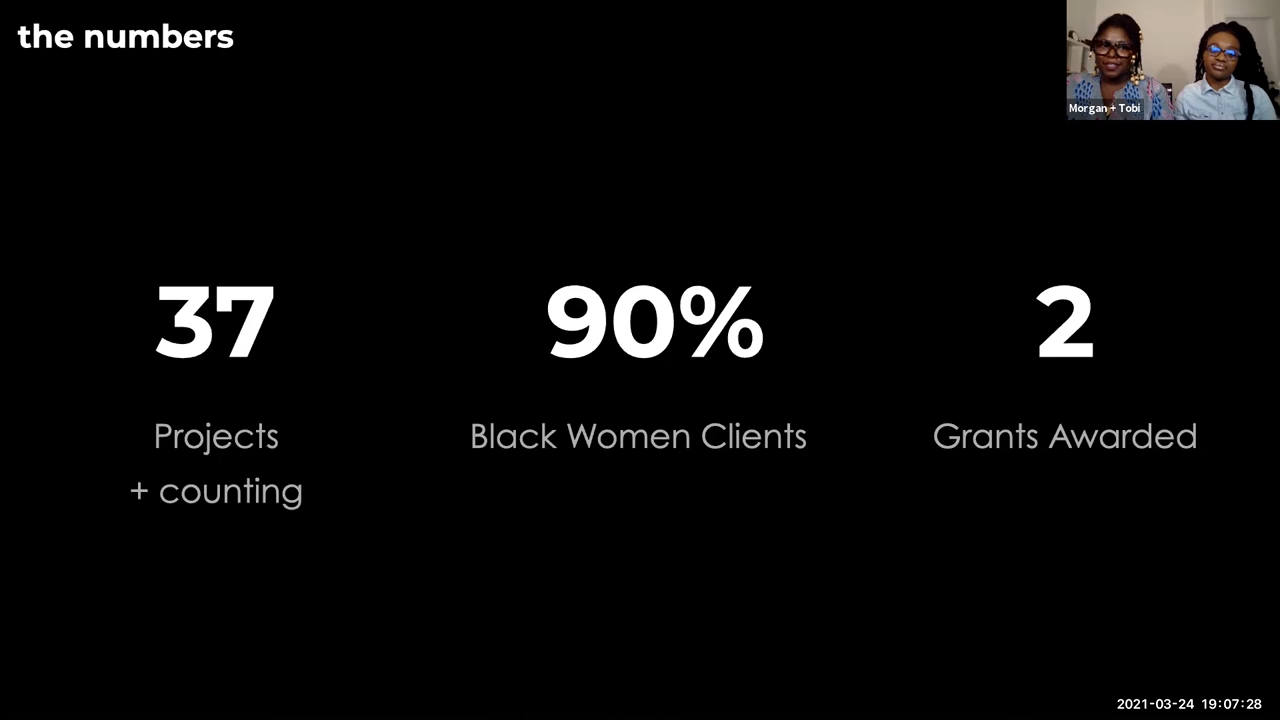 the numbers
Morgan + Tobi
37
90%
2
Projects
+ counting
Black Women Clients
Grants Awarded
2021-03-24 19:07:28